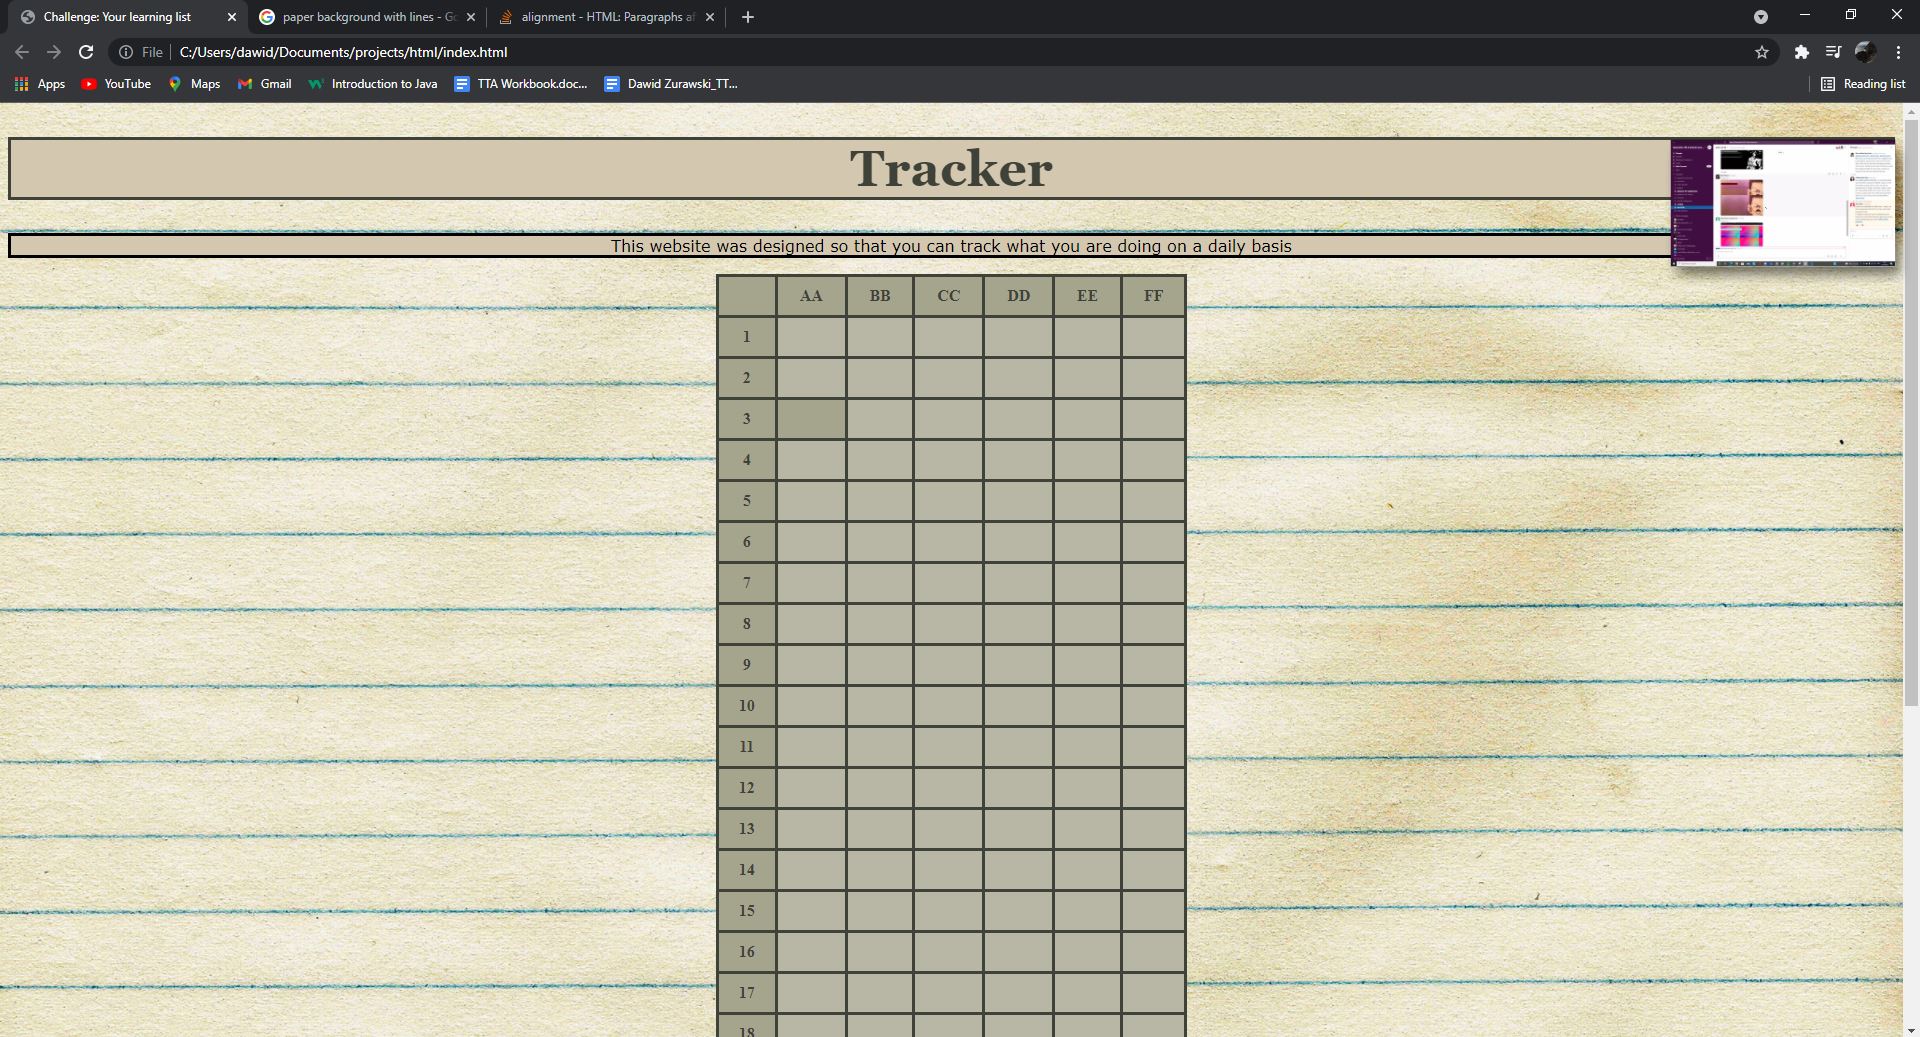 Challenge: Your learning list
paper background with lines - Go
alignment - HTML: Paragraphs af
File
C:/Users/dawid/Documents/projects/html/index.html
Apps
YouTube
Maps
Gmail
Introduction to Java
TTA Workbook.doc...
Dawid Zurawski_TT...
Reading list
Tracker
This website was designed so that you can track what you are doing on a daily basis
AA BB CC DD EE FF
1
2
3
4
5
6
7
8
9
10
11
12
13
14
15
16
17
18